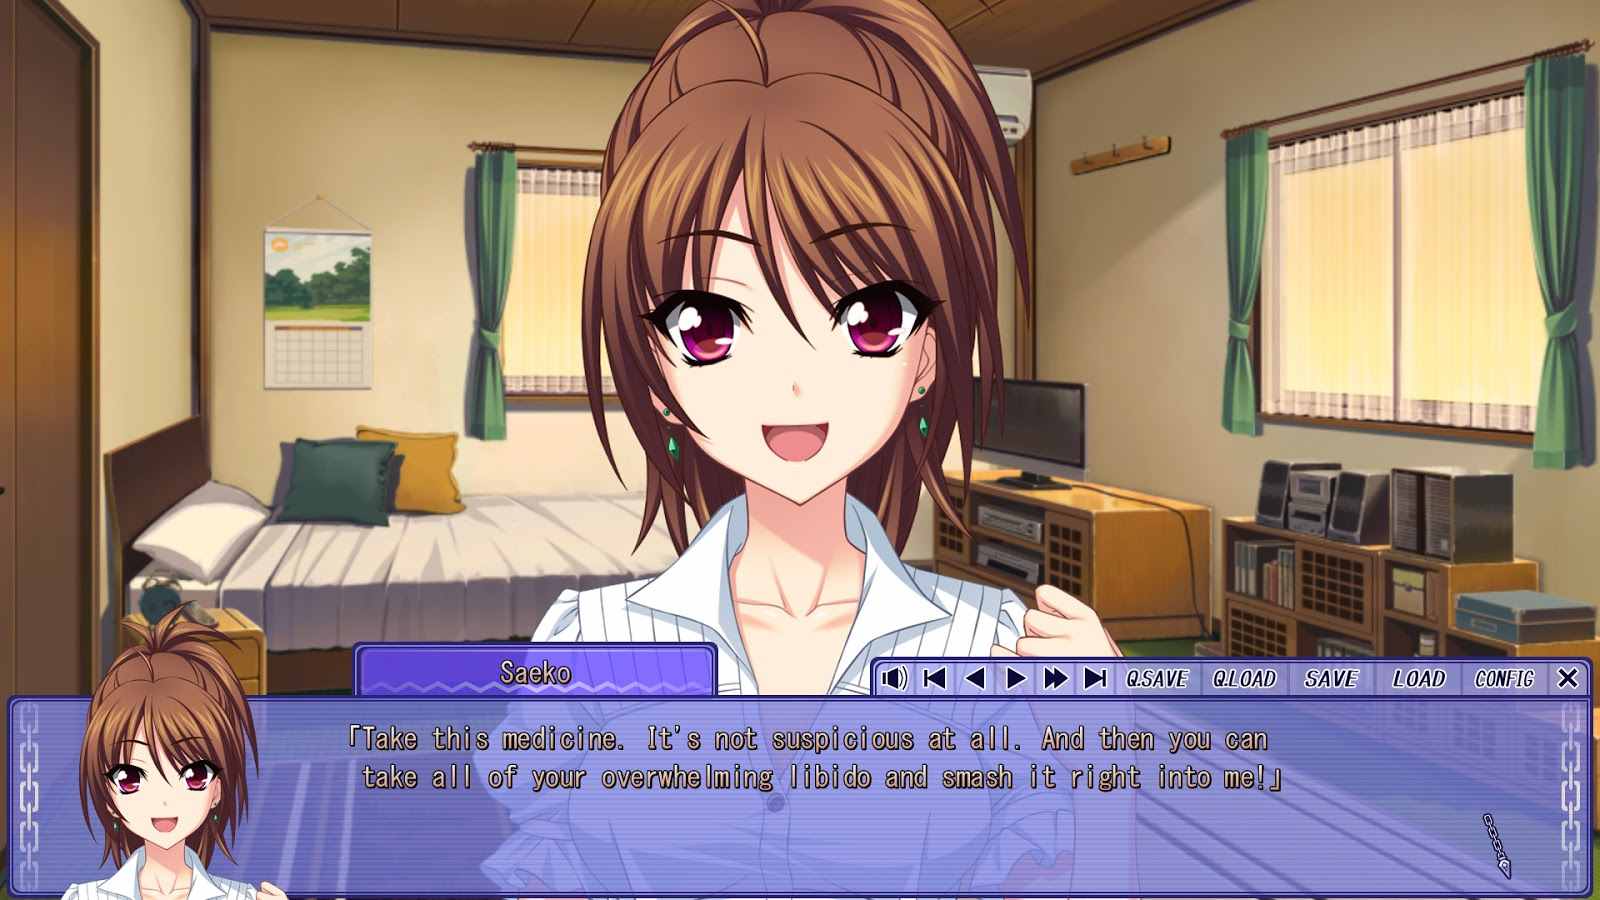 Saeko
Q.SAVE Q.LOAD SAVE LOAD CONFIG
「Take this medicine. It's not suspicious at all. And then you can
take all of your overwhelming libido and smash it right into me!」